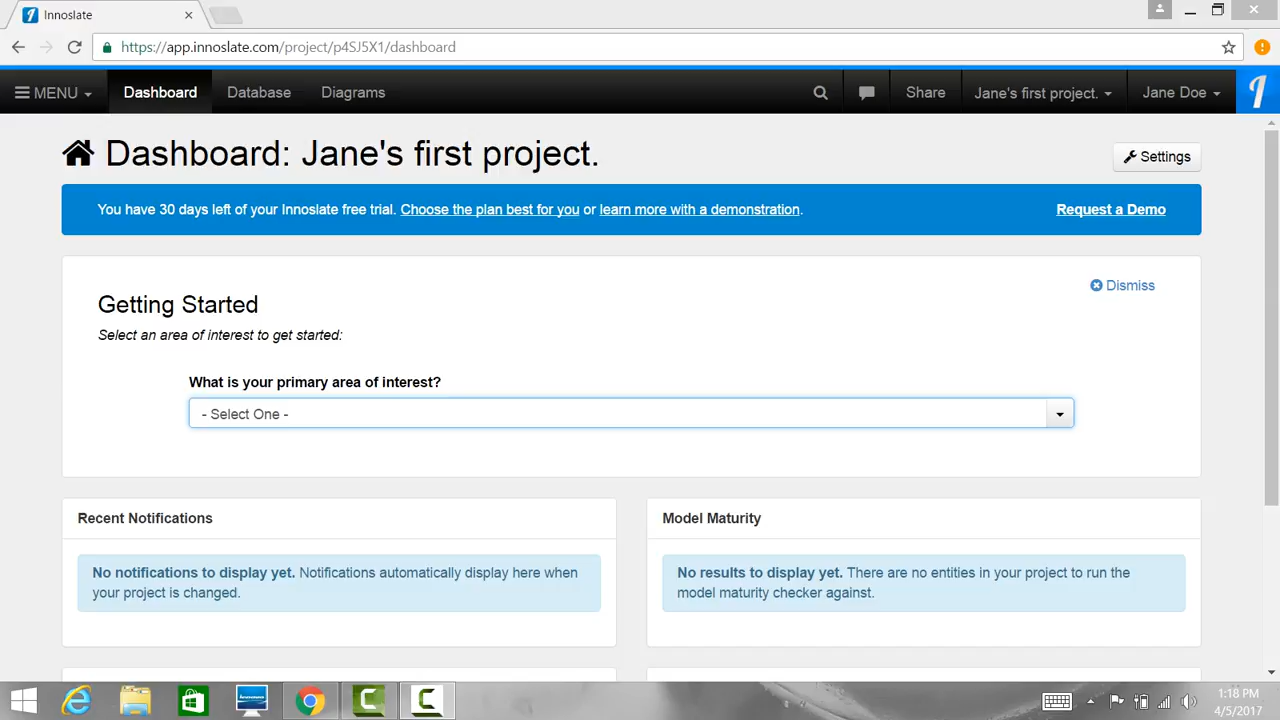 Innoslate
https://app.innoslate.com/project/p4SJ5X1/dashboard
MENU
Dashboard
Database
Diagrams
Share
Jane's first project.
Jane Doe
Dashboard: Jane's first project.
Settings
You have 30 days left of your Innoslate free trial. Choose the plan best for you or learn more with a demonstration.
Request a Demo
Dismiss
Getting Started
Select an area of interest to get started:
What is your primary area of interest?
- Select One -
Recent Notifications
No notifications to display yet. Notifications automatically display here when
your project is changed.
Model Maturity
No results to display yet. There are no entities in your project to run the
model maturity checker against.
1:18 PM
4/5/2017